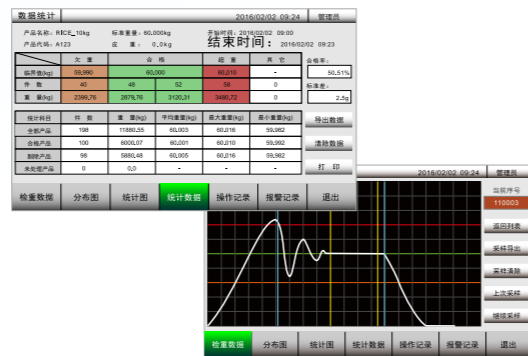 数据统计 2016/02/02 09:24 管理员
产品名称: RICE_10kg 标准重量: 60.000kg 开始时间: 2016/02/02 09:00
产品代码: A123 皮 重: 0.0kg 结束时间: 2016/02/02 09:23
欠 重 合 格 超 重 其 它 合格率:
临界值(kg) 59,990 60,000 60,010 - 50.51%
件 数 40 48 52 58 0 标准差:
重 量(kg) 2399,76 2879,76 3120,31 3480,72 0 2.5g
统计科目 件 数 重 量(kg) 平均重量(kg) 最大重量(kg) 最小重量(kg) 导出数据
全部产品 198 11880,55 60,003 60,016 59,982
合格产品 100 6000,07 60,001 60,010 59,992 清除数据
剔除产品 98 5880,48 60,005 60,016 59,982
未处理产品 0 0,0 - - - 打 印
检重数据 分布图 统计图 统计数据 操作记录 报警记录 退出
2016/02/02 09:24 管理员
当前序号
110003
返回列表
采样导出
采样清除
上次采样
继续采样
检重数据 分布图 统计图 统计数据 操作记录 报警记录 退出